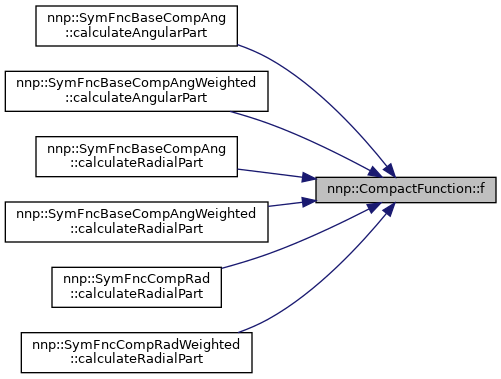 nnp::SymFncBaseCompAng
::calculateAngularPart
nnp::SymFncBaseCompAngWeighted
::calculateAngularPart
nnp::SymFncBaseCompAng
::calculateRadialPart
nnp::CompactFunction::f
nnp::SymFncBaseCompAngWeighted
::calculateRadialPart
nnp::SymFncCompRad
::calculateRadialPart
nnp::SymFncCompRadWeighted
::calculateRadialPart